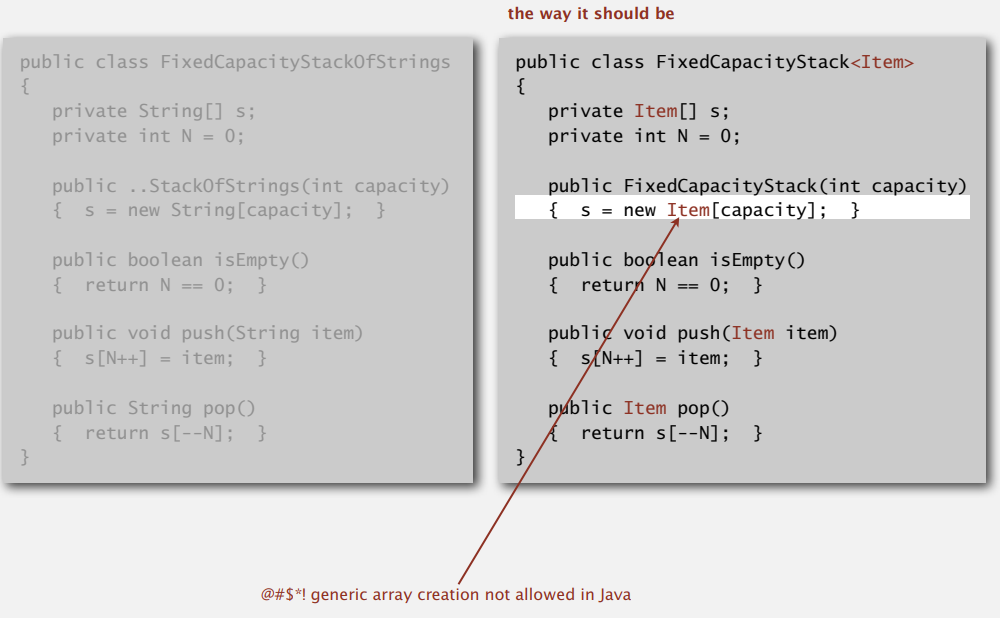 the way it should be
public class FixedCapacityStackOfStrings
{
private String[] s;
private int N = 0;
public ..StackOfStrings(int capacity)
{ s = new String[capacity]; }
public boolean isEmpty()
{ return N == 0; }
public void push(String item)
{ s[N++] = item; }
public String pop()
{ return s[--N]; }
}
public class FixedCapacityStack<Item>
{
private Item[] s;
private int N = 0;
public FixedCapacityStack(int capacity)
{ s = new Item[capacity]; }
public boolean isEmpty()
{ return N == 0; }
public void push(Item item)
{ s[N++] = item; }
public Item pop()
{ return s[--N]; }
}
@#$*! generic array creation not allowed in Java